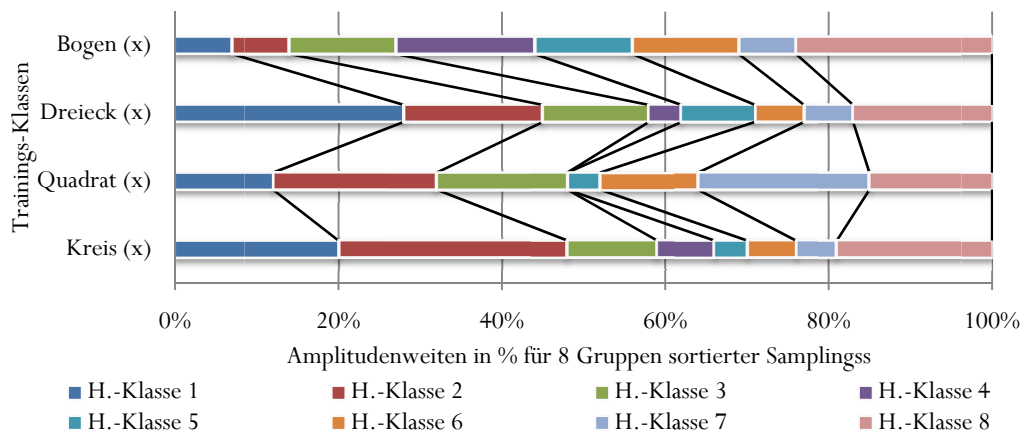 Trainings-Klassen
Bogen (x)
Dreieck (x)
Quadrat (x)
Kreis (x)
0% 20% 40% 60% 80% 100%
Amplitudenweiten in % für 8 Gruppen sortierter Samplingss
H.-Klasse 1 H.-Klasse 2 H.-Klasse 3 H.-Klasse 4
H.-Klasse 5 H.-Klasse 6 H.-Klasse 7 H.-Klasse 8